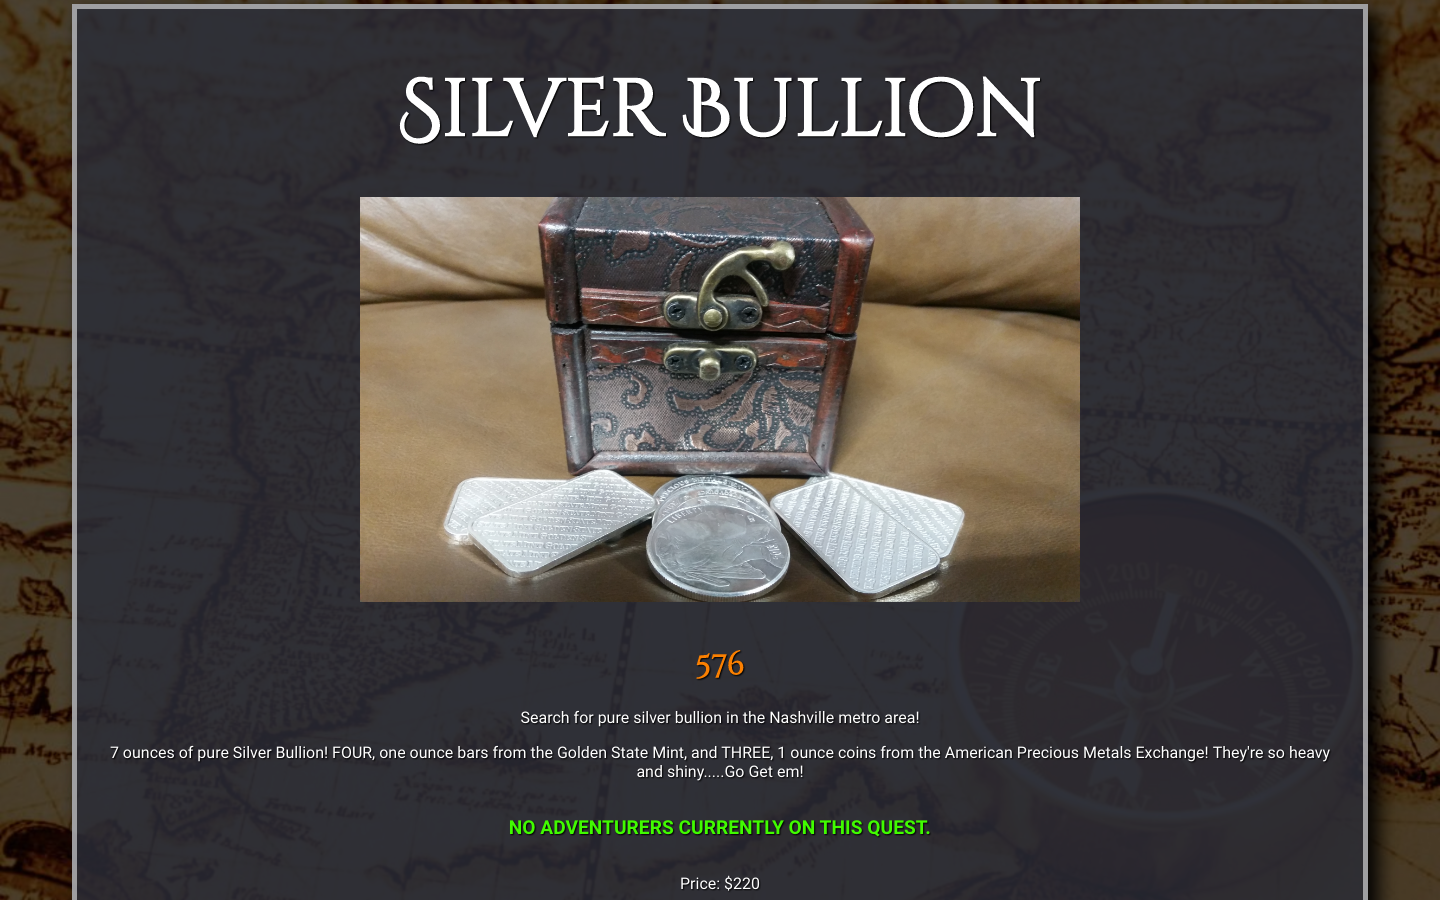 Silver Bullion
LIBERTY
576
Search for pure silver bullion in the Nashville metro area!
7 ounces of pure Silver Bullion! FOUR, one ounce bars from the Golden State Mint, and THREE, 1 ounce coins from the American Precious Metals Exchange! They're so heavy
and shiny.....Go Get em!
NO ADVENTURERS CURRENTLY ON THIS QUEST.
Price: $220